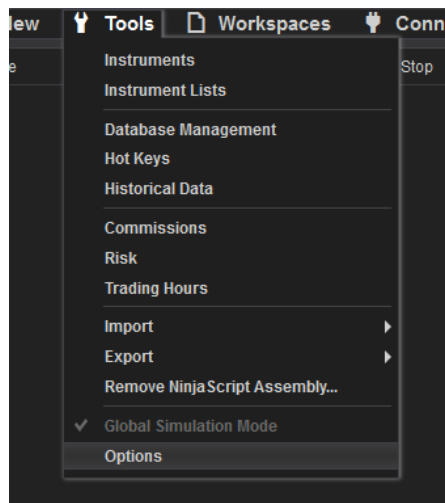 Tools Workspaces Conn
Stop
Instruments
Instrument Lists
Database Management
Hot Keys
Historical Data
Commissions
Risk
Trading Hours
Import
Export
Remove NinjaScript Assembly...
Global Simulation Mode
Options